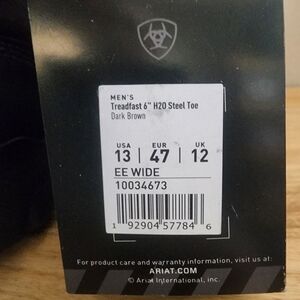 MEN'S
Treadfast 6" H2O Steel Toe
Dark Brown
USA EUR UK
13 47 12
EE WIDE
10034673
1 92904 57784 6
For product care and warranty information, visit us at:
ARIAT.COM
© Ariat International, Inc.